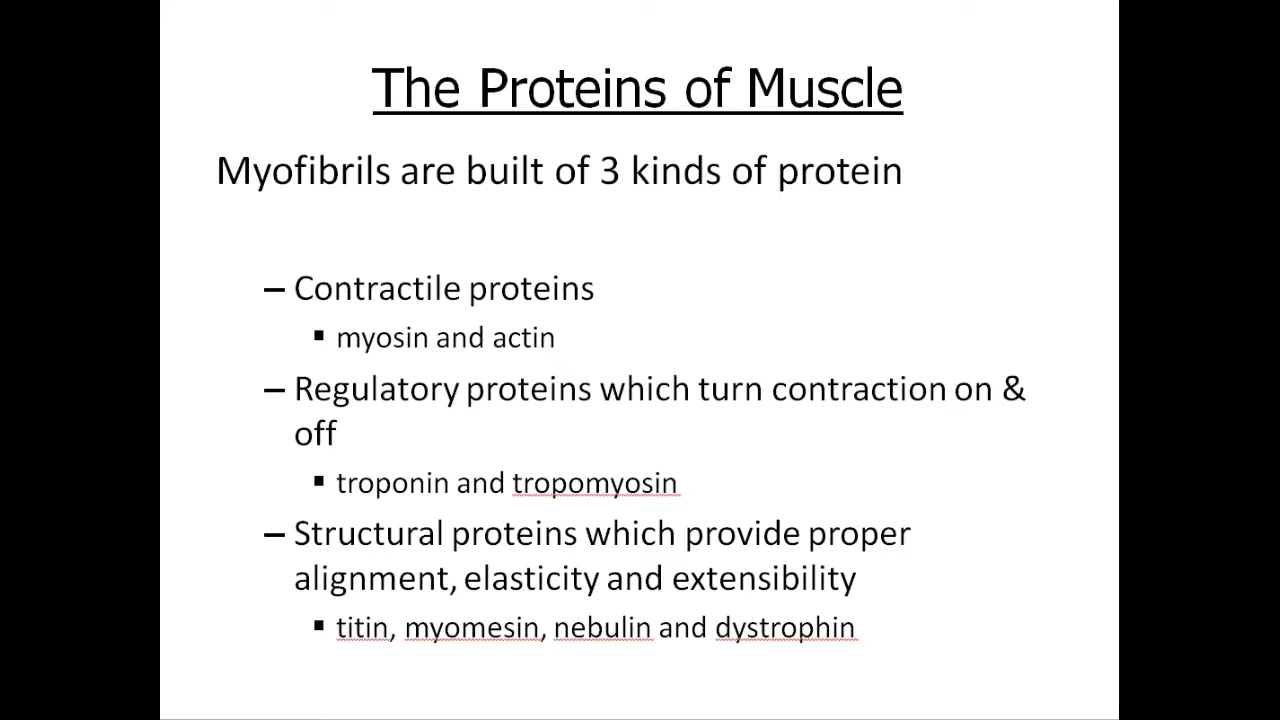 The Proteins of Muscle
Myofibrils are built of 3 kinds of protein
– Contractile proteins
▪ myosin and actin
– Regulatory proteins which turn contraction on &
off
▪ troponin and tropomyosin
– Structural proteins which provide proper
alignment, elasticity and extensibility
▪ titin, myomesin, nebulin and dystrophin